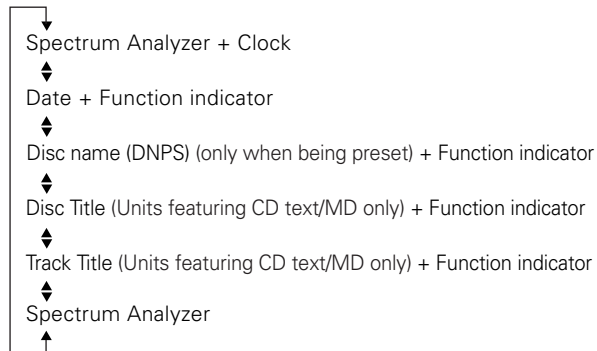 Spectrum Analyzer + Clock
Date + Function indicator
Disc name (DNPS) (only when being preset) + Function indicator
Disc Title (Units featuring CD text/MD only) + Function indicator
Track Title (Units featuring CD text/MD only) + Function indicator
Spectrum Analyzer